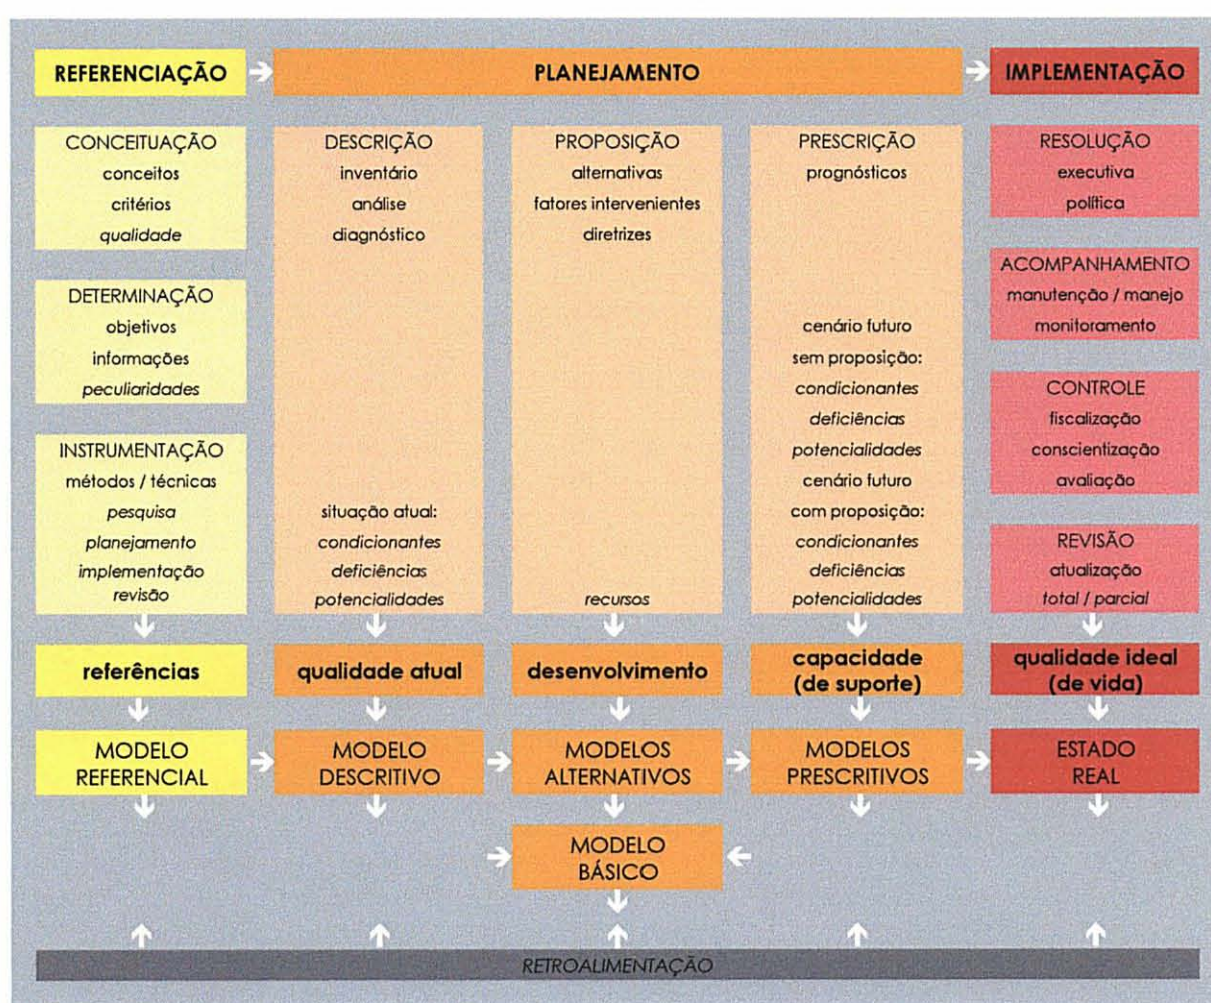 REFERENCIAÇÃO
PLANEJAMENTO
IMPLEMENTAÇÃO
CONCEITUAÇÃO
conceitos
critérios
qualidade
DETERMINAÇÃO
objetivos
informações
peculiaridades
INSTRUMENTAÇÃO
métodos / técnicas
pesquisa
planejamento
implementação
revisão
DESCRIÇÃO
inventário
análise
diagnóstico
situação atual:
condicionantes
deficiências
potencialidades
PROPOSIÇÃO
alternativas
fatores intervenientes
diretrizes
recursos
PRESCRIÇÃO
prognósticos
cenário futuro
sem proposição:
condicionantes
deficiências
potencialidades
cenário futuro
com proposição:
condicionantes
deficiências
potencialidades
RESOLUÇÃO
executiva
política
ACOMPANHAMENTO
manutenção / manejo
monitoramento
CONTROLE
fiscalização
conscientização
avaliação
REVISÃO
atualização
total / parcial
referências
qualidade atual
desenvolvimento
capacidade
(de suporte)
qualidade ideal
(de vida)
MODELO
REFERENCIAL
MODELO
DESCRITIVO
MODELOS
ALTERNATIVOS
MODELOS
PRESCRITIVOS
ESTADO
REAL
MODELO
BÁSICO
RETROALIMENTAÇÃO